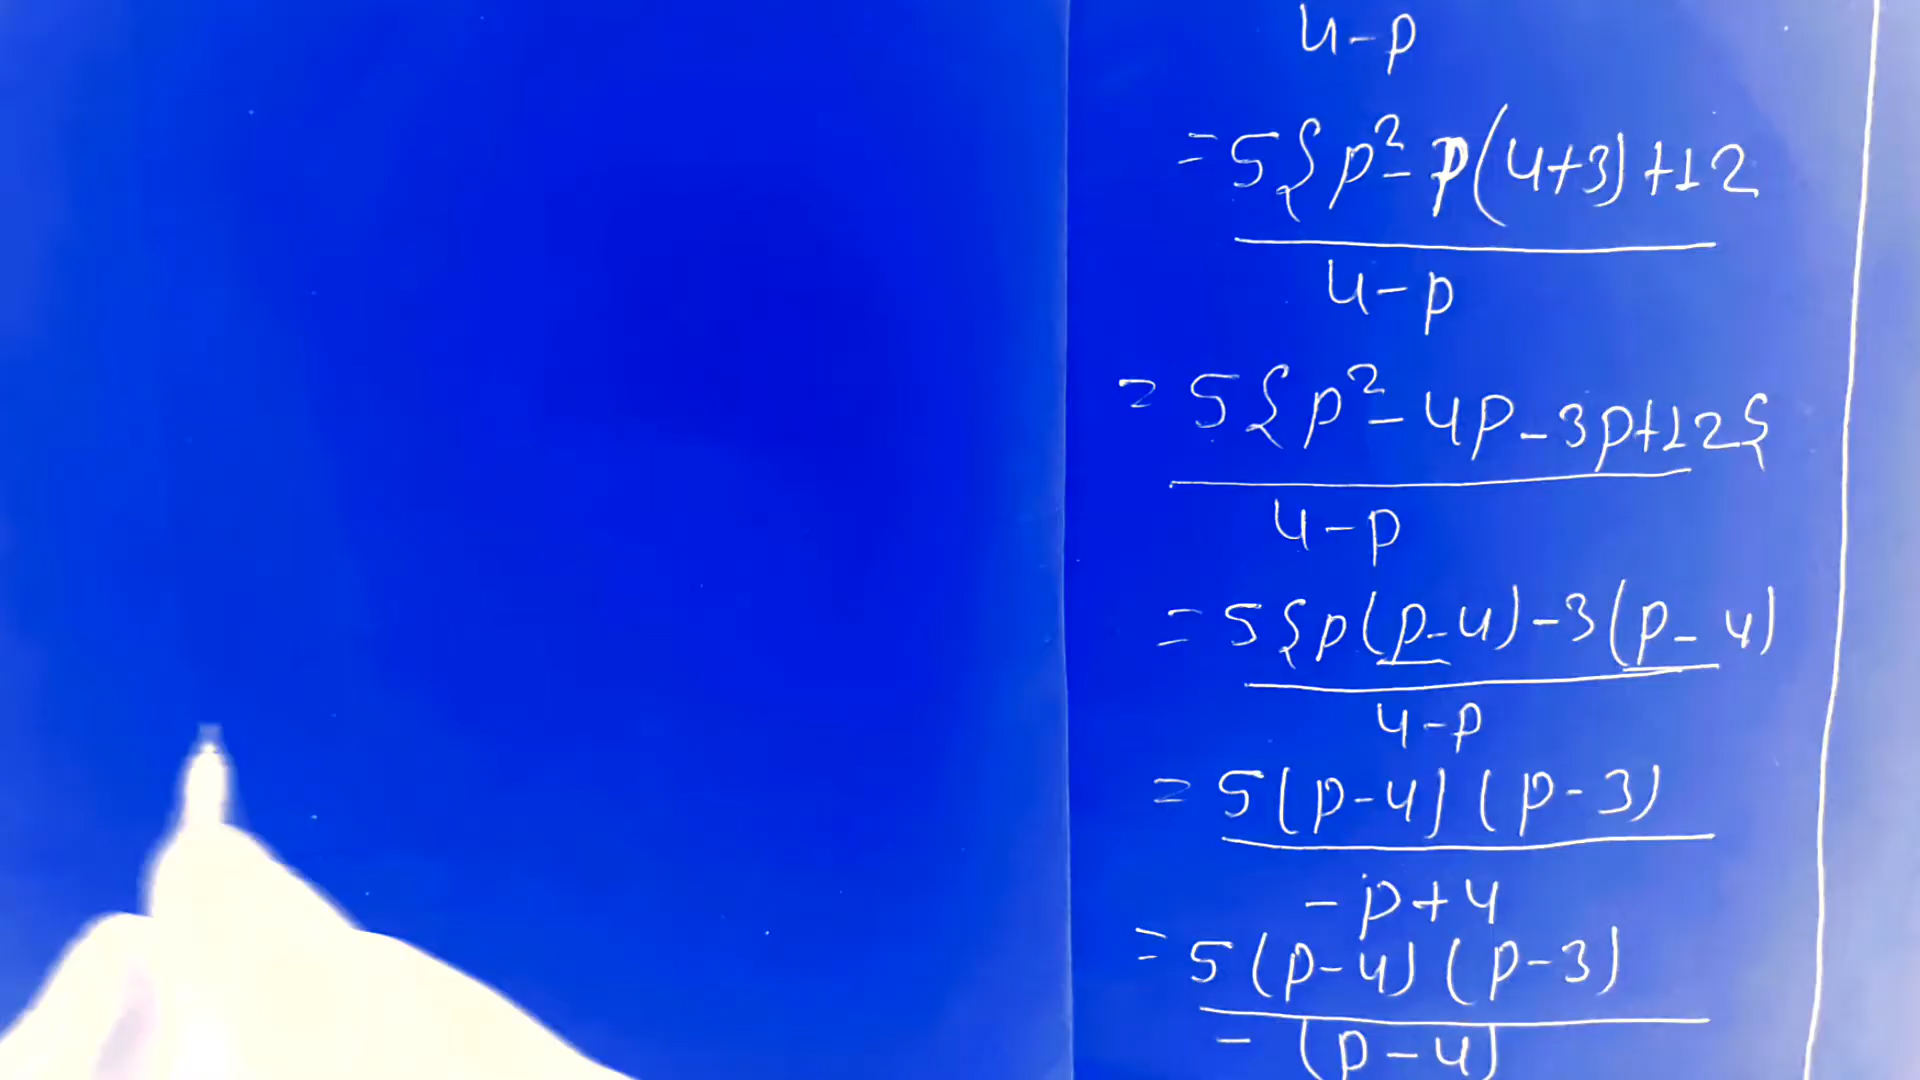 4-p
=5{p²-p(4+3)+12
4-p
=5{p²-4p-3p+12}
4-p
=5{p(p-4)-3(p-4)
4-p
=5(p-4)(p-3)
-p+4
=5(p-4)(p-3)
-(p-4)